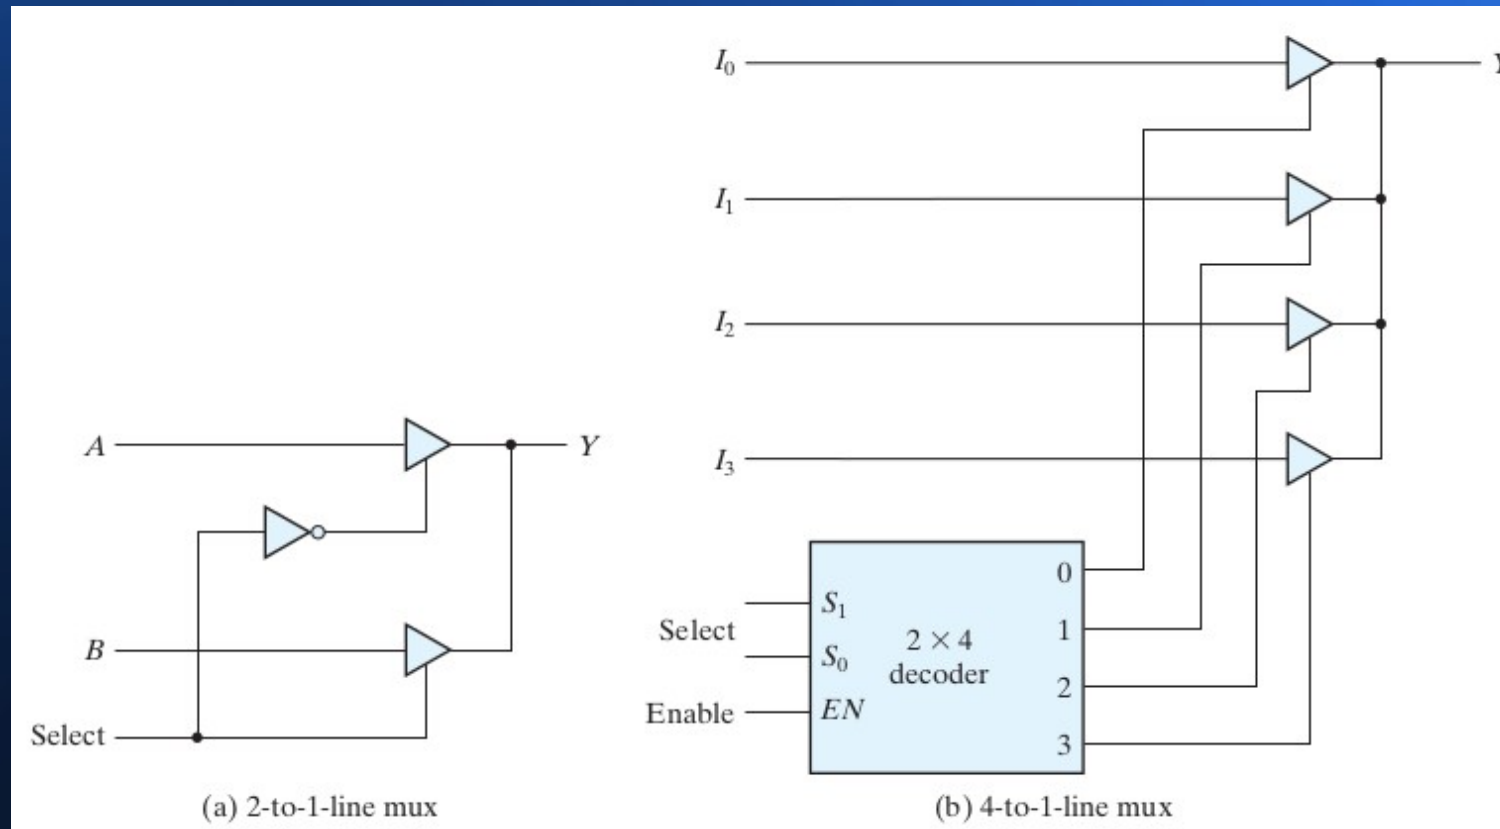 A
Y
B
Select
(a) 2-to-1-line mux
I₀
Y
I₁
I₂
I₃
Select
Enable
S₁
S₀
EN
2 × 4
decoder
0
1
2
3
(b) 4-to-1-line mux